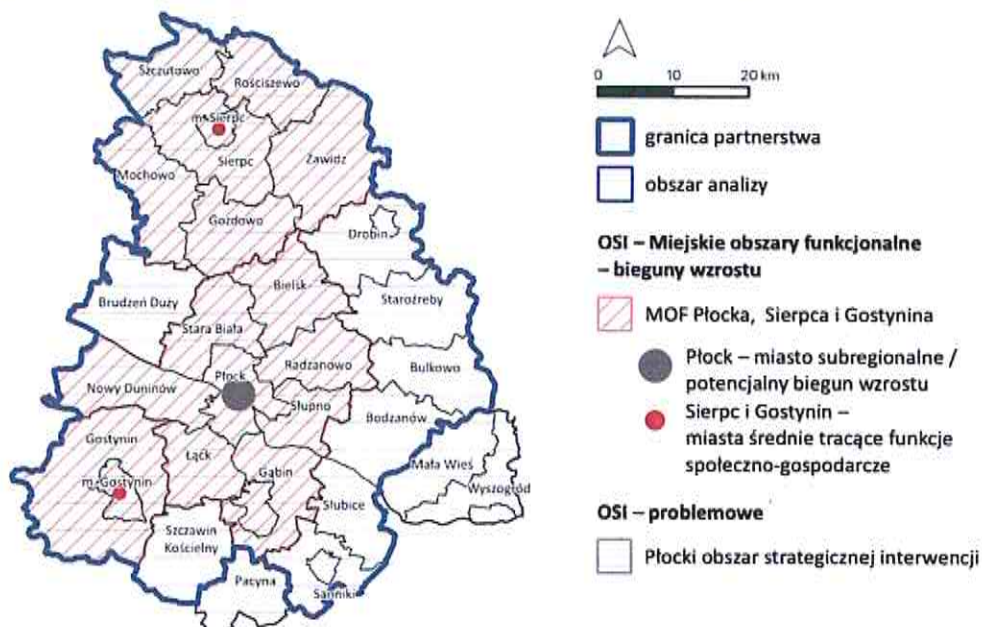 Szczutowo
Rościszewo
m. Sierpc
Sierpc
Zawidz
Mochowo
Gozdowo
Drobin
Bielsk
Brudzeń Duży
Staroźreby
Stara Biała
Radzanowo
Bulkowo
Płock
Nowy Duninów
Słupno
Bodzanów
Gostynin
Łąck
Gąbin
Mała Wieś
m. Gostynin
Wyszogród
Słubice
Szczawin
Kościelny
Pacyna
Sanniki
0 10 20 km
granica partnerstwa
obszar analizy
OSI – Miejskie obszary funkcjonalne
– bieguny wzrostu
MOF Płocka, Sierpca i Gostynina
Płock – miasto subregionalne /
potencjalny biegun wzrostu
Sierpc i Gostynin –
miasta średnie tracące funkcje
społeczno-gospodarcze
OSI – problemowe
Płocki obszar strategicznej interwencji